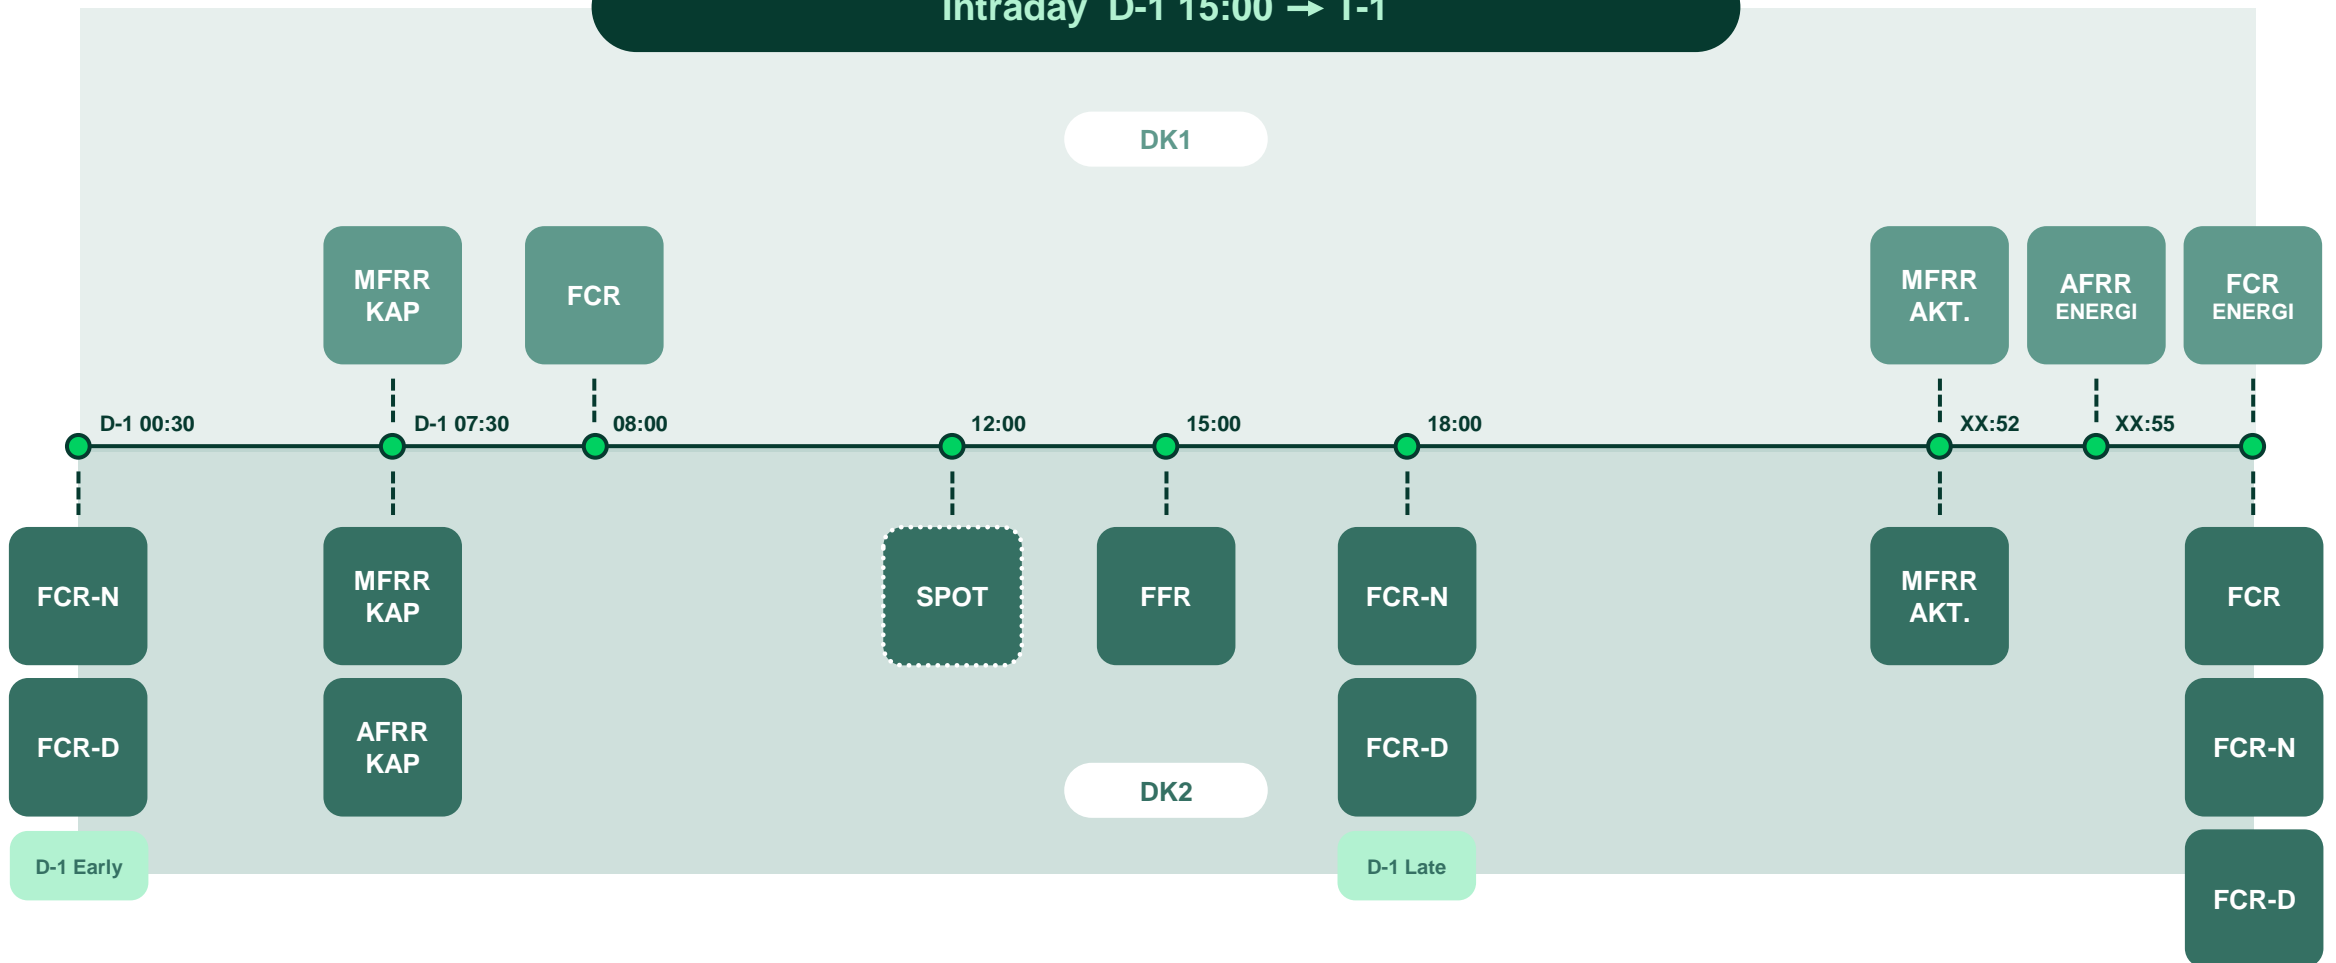 Intraday D-1 15:00 → T-1
DK1
MFRR
KAP
FCR
MFRR
AKT.
AFRR
ENERGI
FCR
ENERGI
D-1 00:30
D-1 07:30
08:00
12:00
15:00
18:00
XX:52
XX:55
FCR-N
MFRR
KAP
SPOT
FFR
FCR-N
MFRR
AKT.
FCR
FCR-D
AFRR
KAP
FCR-D
FCR-N
DK2
D-1 Early
D-1 Late
FCR-D